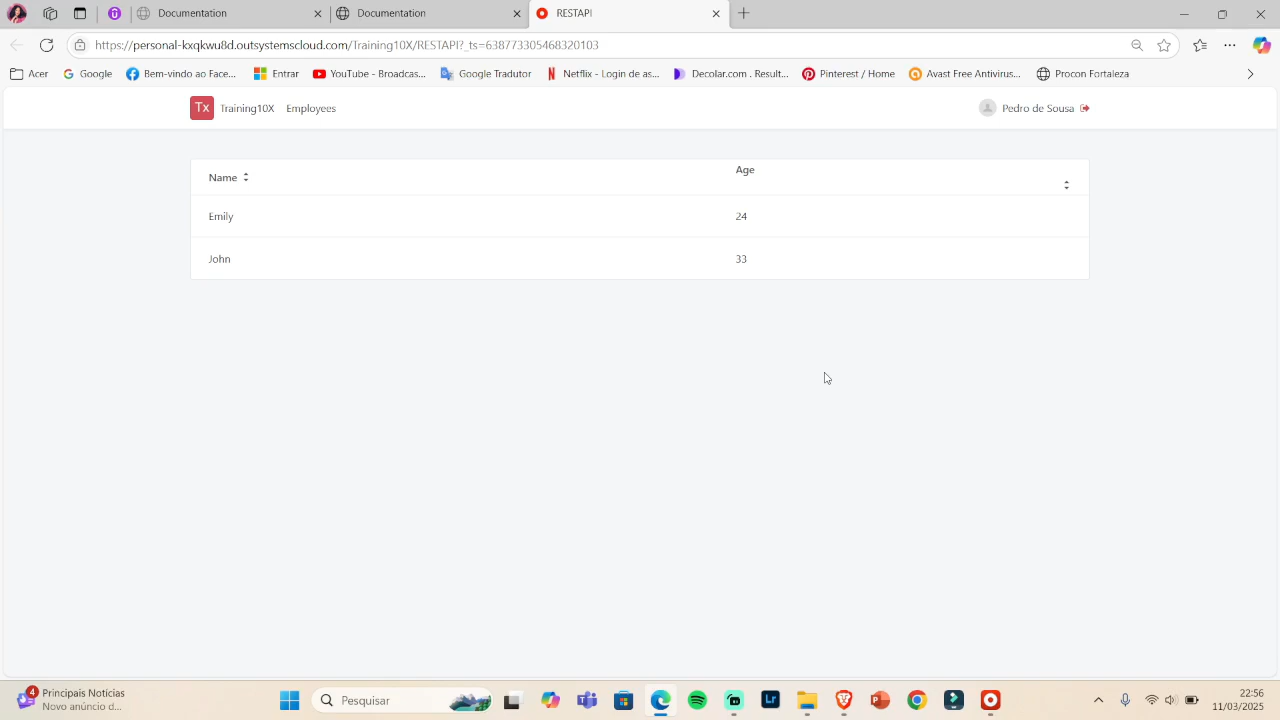 Documentation
Documentation
RESTAPI
https://personal-kxqkwu8d.outsystemscloud.com/Training10X/RESTAPI?_ts=638773305468320103
Acer
Google
Bem-vindo ao Face...
Entrar
YouTube - Broadcas...
Google Tradutor
Netflix - Login de as...
Decolar.com . Result...
Pinterest / Home
Avast Free Antivirus...
Procon Fortaleza
Tx Training10X Employees
Pedro de Sousa
Name
Age
Emily
24
John
33
4
Principais Notícias
Novo anúncio d...
Pesquisar
Lr
22:56
11/03/2025